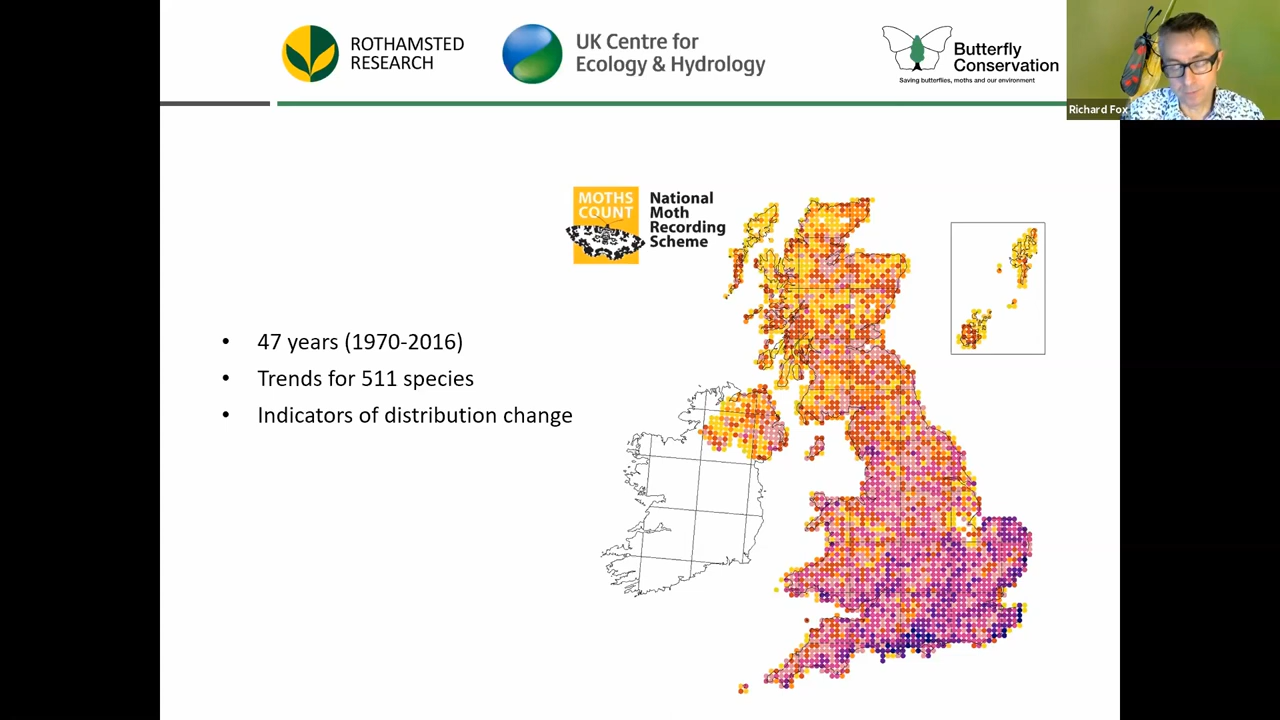 ROTHAMSTED
RESEARCH
UK Centre for
Ecology & Hydrology
Butterfly
Conservation
Saving butterflies, moths and our environment
Richard Fox
MOTHS
COUNT
National
Moth
Recording
Scheme
• 47 years (1970-2016)
• Trends for 511 species
• Indicators of distribution change